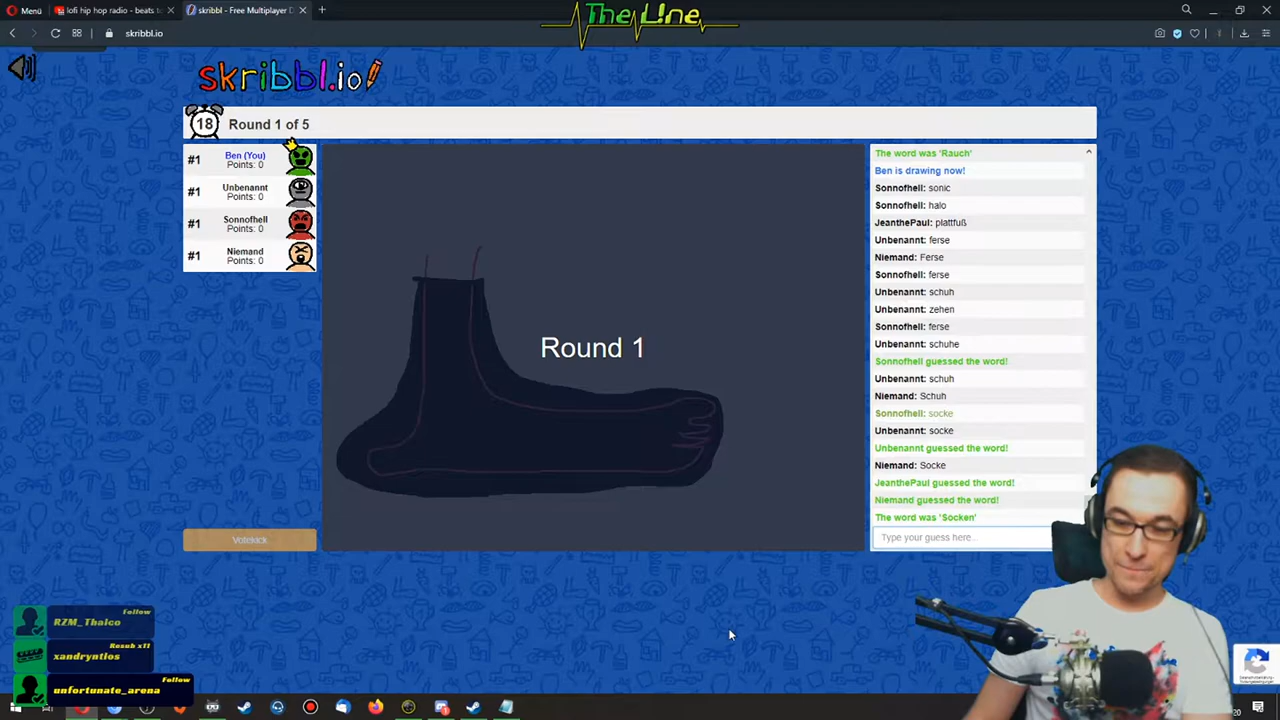 Menü
lofi hip hop radio - beats to
skribbl - Free Multiplayer D
The L!ne
skribbl.io
skribbl.io
18
Round 1 of 5
#1
Ben (You)
Points: 0
#1
Unbenannt
Points: 0
#1
Sonnofhell
Points: 0
#1
Niemand
Points: 0
Votekick
Round 1
The word was 'Rauch'
Ben is drawing now!
Sonnofhell: sonic
Sonnofhell: halo
JeanthePaul: plattfuß
Unbenannt: ferse
Niemand: Ferse
Sonnofhell: ferse
Unbenannt: schuh
Unbenannt: zehen
Sonnofhell: ferse
Unbenannt: schuhe
Sonnofhell guessed the word!
Unbenannt: schuh
Niemand: Schuh
Sonnofhell: socke
Unbenannt: socke
Unbenannt guessed the word!
Niemand: Socke
JeanthePaul guessed the word!
Niemand guessed the word!
The word was 'Socken'
Type your guess here...
Follow
RZM_Thaico
Resub x11
xandryntios
Follow
unfortunate_arena
20